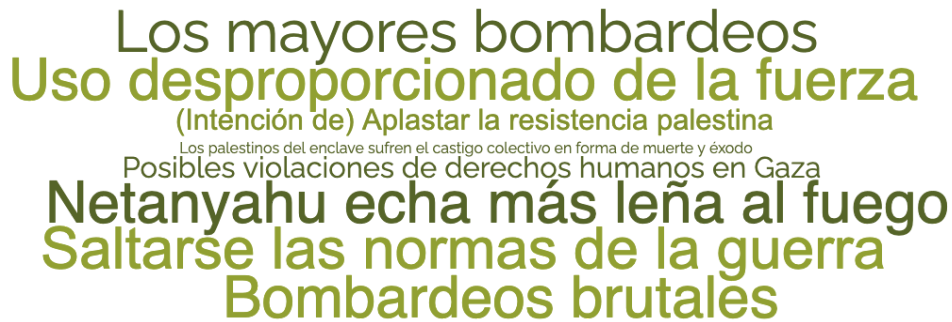 Los mayores bombardeos
Uso desproporcionado de la fuerza
(Intención de) Aplastar la resistencia palestina
Los palestinos del enclave sufren el castigo colectivo en forma de muerte y éxodo
Posibles violaciones de derechos humanos en Gaza
Netanyahu echa más leña al fuego
Saltarse las normas de la guerra
Bombardeos brutales